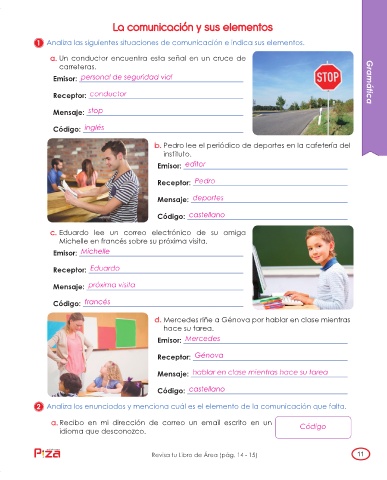 La comunicación y sus elementos
1 Analiza las siguientes situaciones de comunicación e indica sus elementos.
a. Un conductor encuentra esta señal en un cruce de
carreteras.
Emisor: personal de seguridad vial
Receptor: conductor
Mensaje: stop
Código: inglés
STOP
Gramática
b. Pedro lee el periódico de deportes en la cafetería del
instituto.
Emisor: editor
Receptor: Pedro
Mensaje: deportes
Código: castellano
c. Eduardo lee un correo electrónico de su amiga
Michelle en francés sobre su próxima visita.
Emisor: Michelle
Receptor: Eduardo
Mensaje: próxima visita
Código: francés
d. Mercedes riñe a Génova por hablar en clase mientras
hace su tarea.
Emisor: Mercedes
Receptor: Génova
Mensaje: hablar en clase mientras hace su tarea
Código: castellano
2 Analiza los enunciados y menciona cuál es el elemento de la comunicación que falta.
a. Recibo en mi dirección de correo un email escrito en un
idioma que desconozco.
Código
Revisa tu Libro de Área (pág. 14 - 15)
11